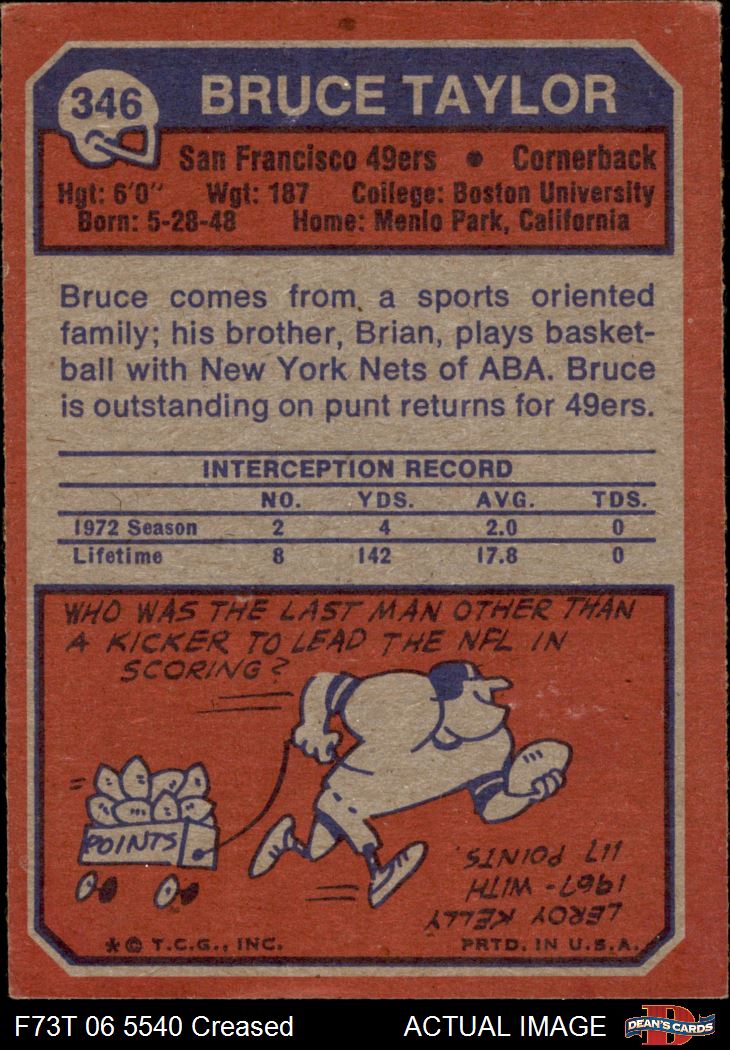 346
BRUCE TAYLOR
San Francisco 49ers • Cornerback
Hgt: 6'0" Wgt: 187 College: Boston University
Born: 5-28-48 Home: Menlo Park, California
Bruce comes from a sports oriented
family; his brother, Brian, plays basket-
ball with New York Nets of ABA. Bruce
is outstanding on punt returns for 49ers.
INTERCEPTION RECORD
NO. YDS. AVG. TDS.
1972 Season 2 4 2.0 0
Lifetime 8 142 17.8 0
WHO WAS THE LAST MAN OTHER THAN
A KICKER TO LEAD THE NFL IN
SCORING?
POINTS
LEROY KELLY
1967 - WITH
117 POINTS.
* © T.C.G., INC. PRTD. IN U.S.A.
F73T 06 5540 Creased ACTUAL IMAGE
DEAN'S CARDS